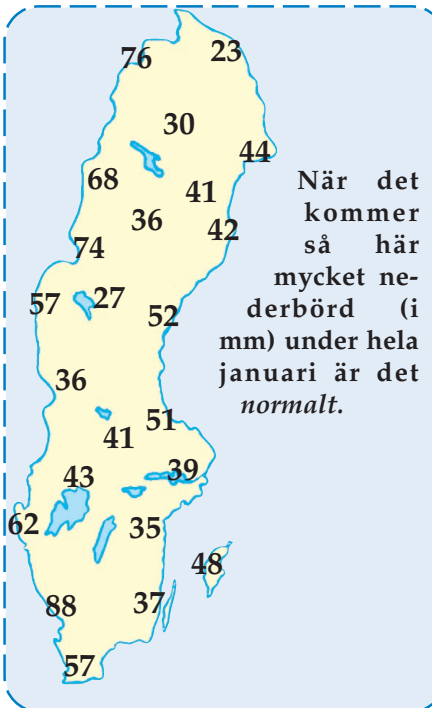 76 23
30
44
68
41
36
42
74
57 27
52
36
51
41
39
43
62
35
48
88
37
57
När det
kommer
så här
mycket ne-
derbörd (i
mm) under hela
januari är det
normalt.